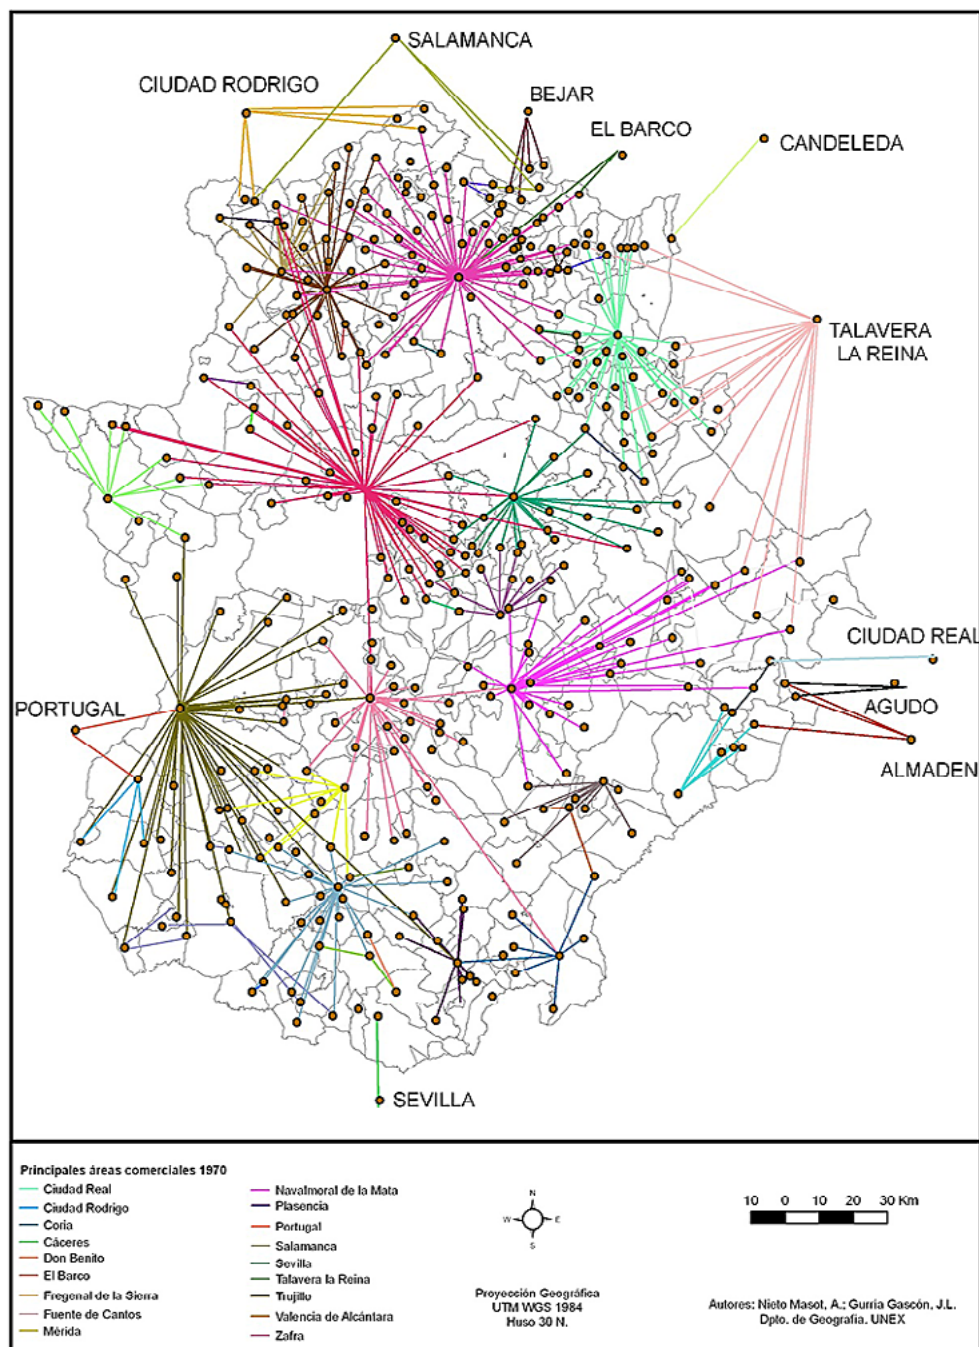 SALAMANCA
CIUDAD RODRIGO
BEJAR
EL BARCO
CANDELEDA
TALAVERA
LA REINA
CIUDAD REAL
PORTUGAL
AGUDO
ALMADEN
SEVILLA
Principales áreas comerciales 1970
Ciudad Real
Ciudad Rodrigo
Coria
Cáceres
Don Benito
El Barco
Fregenal de la Sierra
Fuente de Cantos
Mérida
Navalmoral de la Mata
Plasencia
Portugal
Salamanca
Sevilla
Talavera la Reina
Trujillo
Valencia de Alcántara
Zafra
N
W E
S
Proyección Geográfica
UTM WGS 1984
Huso 30 N.
10 0 10 20 30 Km
Autores: Nieto Masot, A.; Gurría Gascón, J.L.
Dpto. de Geografía. UNEX